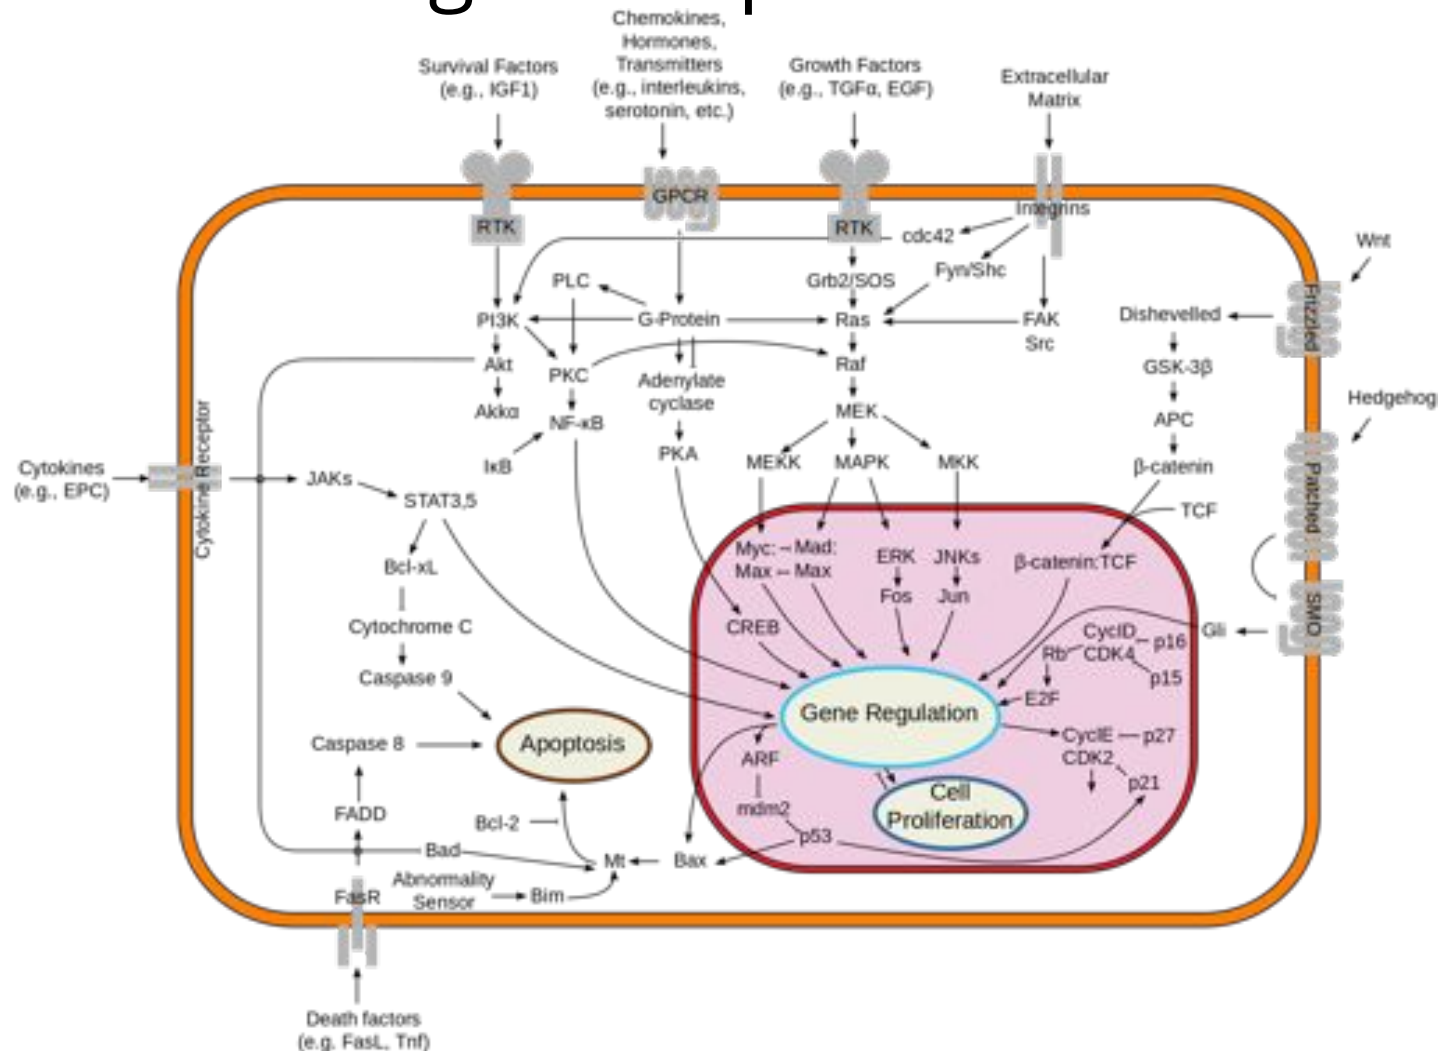 Chemokines,
Hormones,
Transmitters
(e.g., interleukins,
serotonin, etc.)
Survival Factors
(e.g., IGF1)
Growth Factors
(e.g., TGFα, EGF)
Extracellular
Matrix
GPCR
RTK
RTK
Integrins
cdc42
Wnt
Fyn/Shc
PLC
Grb2/SOS
Frizzled
PI3K
G-Protein
Ras
FAK
Src
Dishevelled
Akt
PKC
Raf
GSK-3β
Adenylate
cyclase
Akkα
NF-κB
MEK
APC
Hedgehog
IκB
PKA
MEKK
MAPK
MKK
β-catenin
Cytokines
(e.g., EPC)
Cytokine Receptor
JAKs
STAT3,5
TCF
Patched
Myc:
Mad:
Max
Max
ERK
JNKs
β-catenin:TCF
Bcl-xL
Fos
Jun
SMO
Cytochrome C
CREB
Gli
CycID
p16
Rb
CDK4
p15
Caspase 9
E2F
Gene Regulation
Caspase 8
Apoptosis
ARF
CyclE
p27
CDK2
p21
Cell
Proliferation
FADD
Bcl-2
mdm2
p53
Bad
Mt
Bax
Abnormality
Sensor
Bim
FasR
Death factors
(e.g. FasL, Tnf)